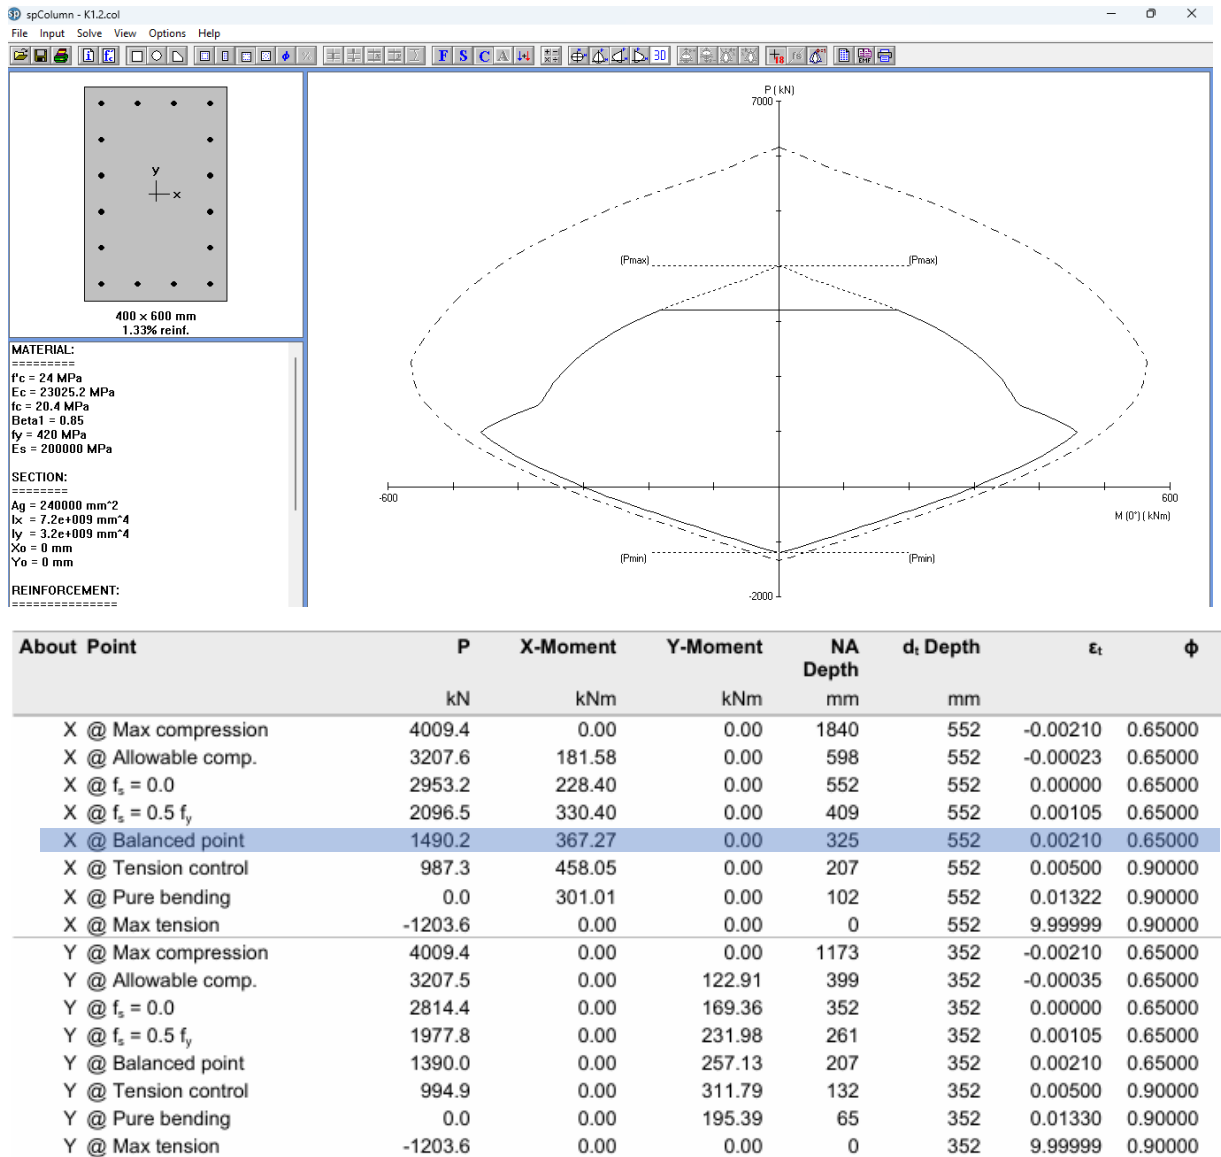 spColumn - K1.2.col
File Input Solve View Options Help
y
x
400 x 600 mm
1.33% reinf.
MATERIAL:
=========
f'c = 24 MPa
Ec = 23025.2 MPa
fc = 20.4 MPa
Beta1 = 0.85
fy = 420 MPa
Es = 200000 MPa
SECTION:
========
Ag = 240000 mm^2
Ix = 7.2e+009 mm^4
Iy = 3.2e+009 mm^4
Xo = 0 mm
Yo = 0 mm
REINFORCEMENT:
===============
P ( kN)
7000
(Pmax) (Pmax)
-600 600
M (0°) ( kNm)
(Pmin) (Pmin)
-2000
About Point P X-Moment Y-Moment NA Depth dt Depth εt ϕ
kN kNm kNm mm mm
X @ Max compression 4009.4 0.00 0.00 1840 552 -0.00210 0.65000
X @ Allowable comp. 3207.6 181.58 0.00 598 552 -0.00023 0.65000
X @ fs = 0.0 2953.2 228.40 0.00 552 552 0.00000 0.65000
X @ fs = 0.5 fy 2096.5 330.40 0.00 409 552 0.00105 0.65000
X @ Balanced point 1490.2 367.27 0.00 325 552 0.00210 0.65000
X @ Tension control 987.3 458.05 0.00 207 552 0.00500 0.90000
X @ Pure bending 0.0 301.01 0.00 102 552 0.01322 0.90000
X @ Max tension -1203.6 0.00 0.00 0 552 9.99999 0.90000
Y @ Max compression 4009.4 0.00 0.00 1173 352 -0.00210 0.65000
Y @ Allowable comp. 3207.5 0.00 122.91 399 352 -0.00035 0.65000
Y @ fs = 0.0 2814.4 0.00 169.36 352 352 0.00000 0.65000
Y @ fs = 0.5 fy 1977.8 0.00 231.98 261 352 0.00105 0.65000
Y @ Balanced point 1390.0 0.00 257.13 207 352 0.00210 0.65000
Y @ Tension control 994.9 0.00 311.79 132 352 0.00500 0.90000
Y @ Pure bending 0.0 0.00 195.39 65 352 0.01330 0.90000
Y @ Max tension -1203.6 0.00 0.00 0 352 9.99999 0.90000